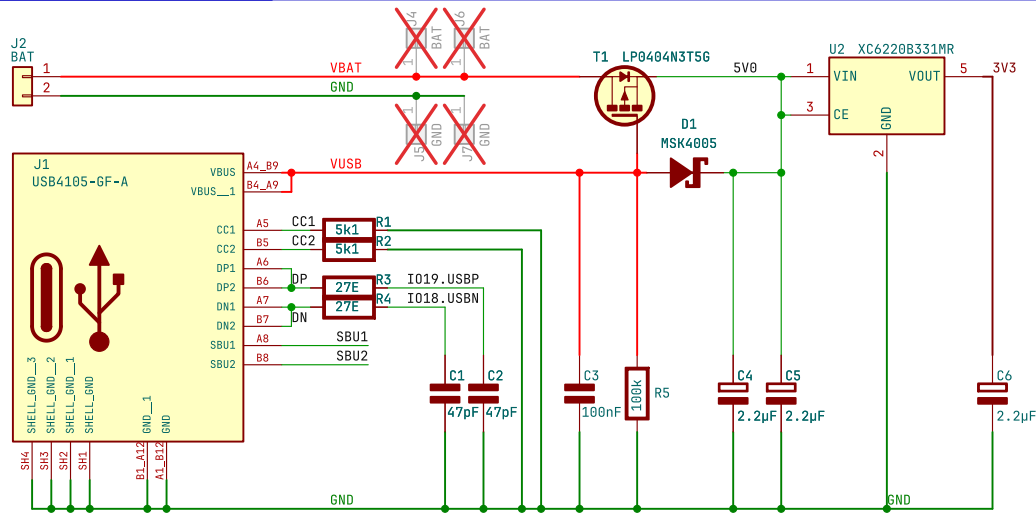 J4
BAT
1
J6
BAT
1
J2
BAT
1
VBAT
2
GND
T1 LP0404N3T5G
5V0
U2 XC6220B331MR
1
VIN
VOUT
5
3V3
3
CE
GND
2
1
J5
GND
1
J7
GND
D1
MSK4005
J1
USB4105-GF-A
VBUS
A4_B9
VUSB
VBUS__1
B4_A9
CC1
A5
CC1
5k1
R1
CC2
B5
CC2
5k1
R2
DP1
A6
DP2
B6
DP
27E
R3
IO19.USBP
DN1
A7
27E
R4
IO18.USBN
DN2
B7
DN
SBU1
A8
SBU1
SBU2
B8
SBU2
SHELL_GND__3
SHELL_GND__2
SHELL_GND__1
SHELL_GND
GND__1
GND
SH4
SH3
SH2
SH1
B1_A12
A1_B12
C1
47pF
C2
47pF
C3
100nF
100k
R5
C4
2.2µF
C5
2.2µF
C6
2.2µF
GND
GND